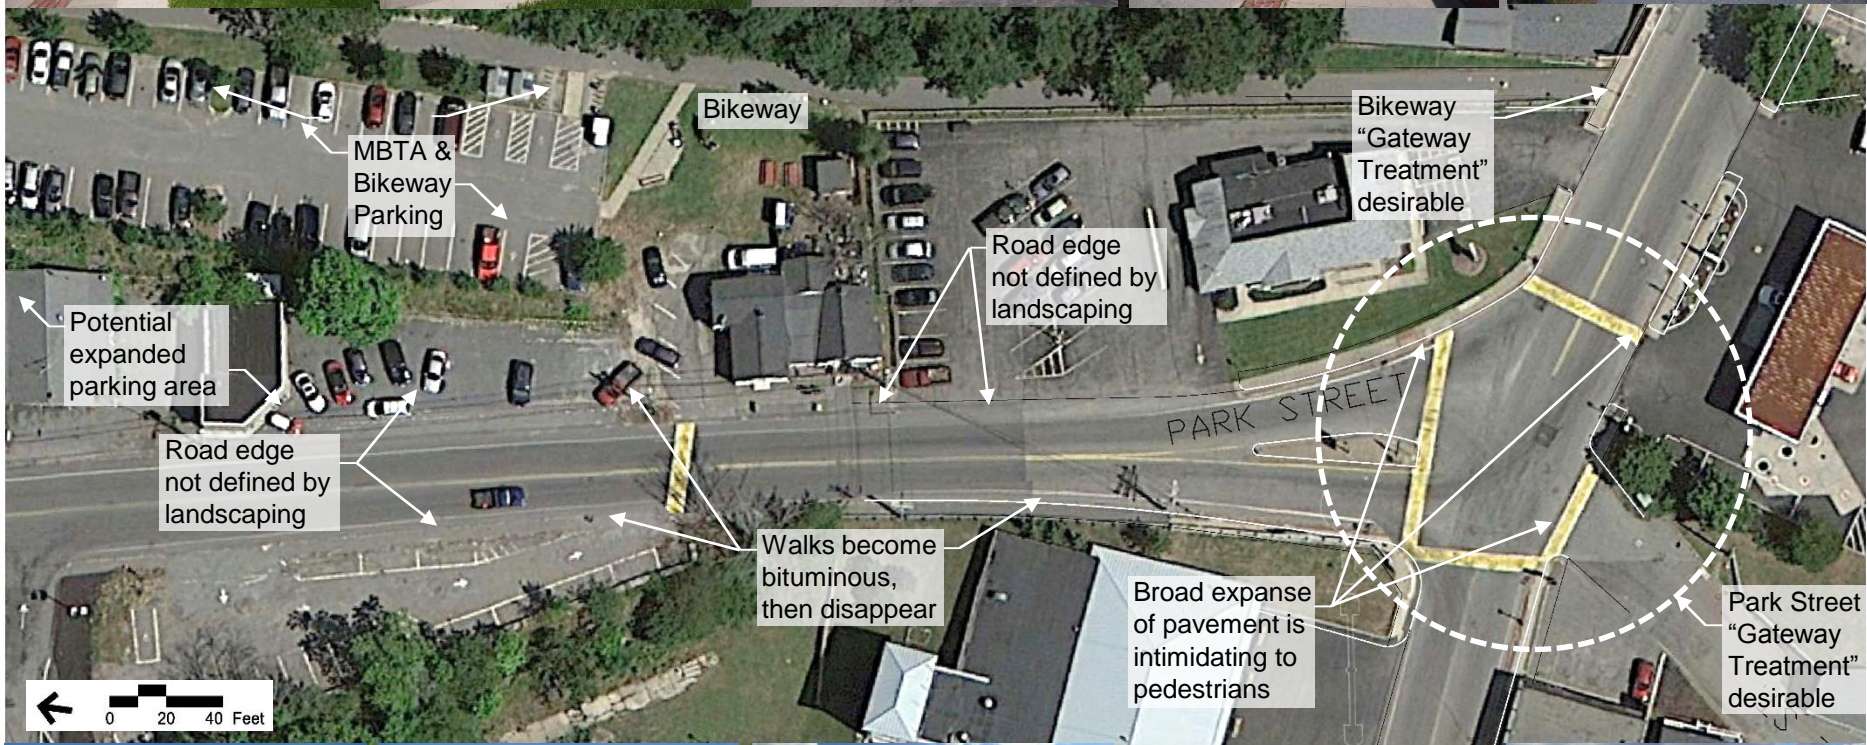 Bikeway
MBTA &
Bikeway
Parking
Bikeway
“Gateway
Treatment”
desirable
Road edge
not defined by
landscaping
Potential
expanded
parking area
PARK STREET
Road edge
not defined by
landscaping
Walks become
bituminous,
then disappear
Broad expanse
of pavement is
intimidating to
pedestrians
Park Street
“Gateway
Treatment”
desirable
0 20 40 Feet